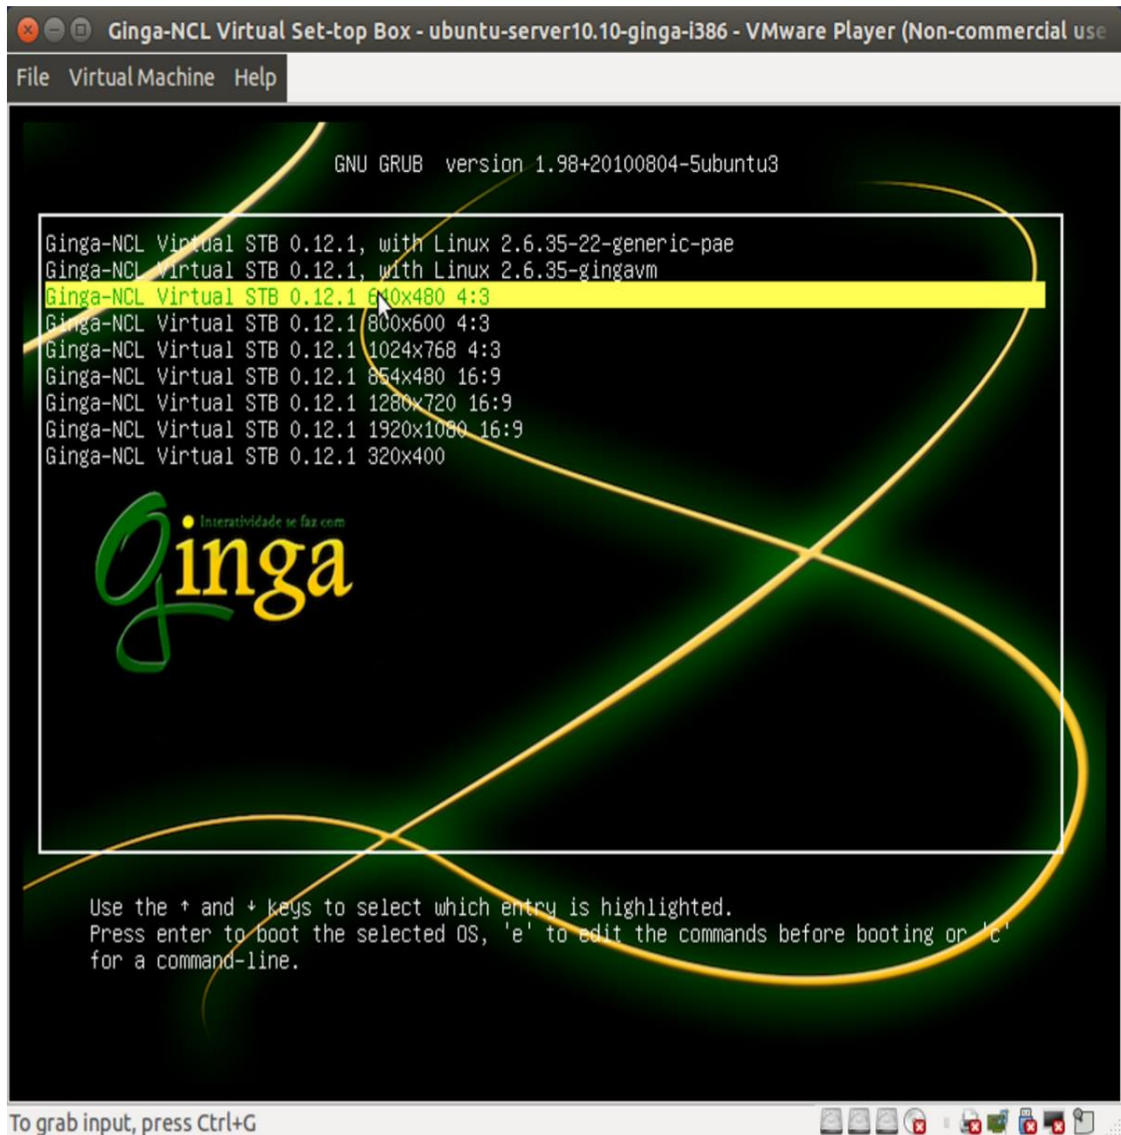 Ginga-NCL Virtual Set-top Box - ubuntu-server10.10-ginga-i386 - VMware Player (Non-commercial use
File Virtual Machine Help
GNU GRUB version 1.98+20100804-5ubuntu3
Ginga-NCL Virtual STB 0.12.1, with Linux 2.6.35-22-generic-pae
Ginga-NCL Virtual STB 0.12.1, with Linux 2.6.35-gingavm
Ginga-NCL Virtual STB 0.12.1 640x480 4:3
Ginga-NCL Virtual STB 0.12.1 800x600 4:3
Ginga-NCL Virtual STB 0.12.1 1024x768 4:3
Ginga-NCL Virtual STB 0.12.1 854x480 16:9
Ginga-NCL Virtual STB 0.12.1 1280x720 16:9
Ginga-NCL Virtual STB 0.12.1 1920x1080 16:9
Ginga-NCL Virtual STB 0.12.1 320x400
Interatividade se faz com
Ginga
Use the ↑ and ↓ keys to select which entry is highlighted.
Press enter to boot the selected OS, 'e' to edit the commands before booting or 'c'
for a command-line.
To grab input, press Ctrl+G